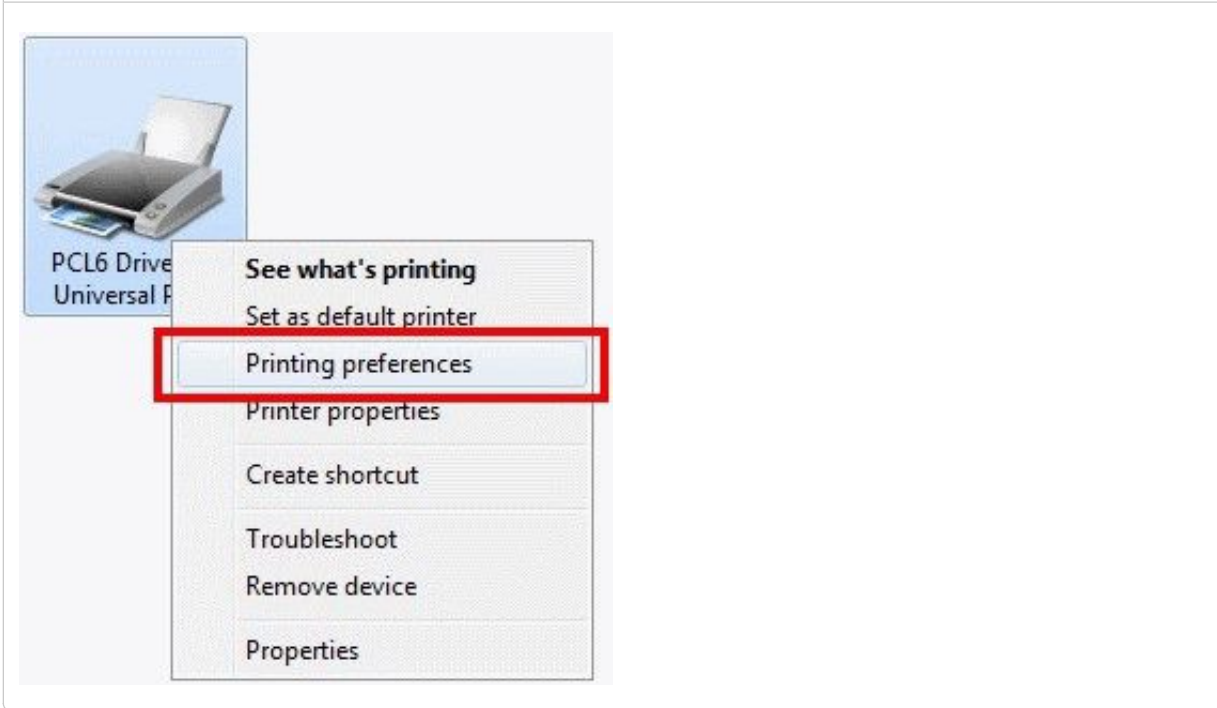 PCL6 Drive
Universal
See what's printing
Set as default printer
Printing preferences
Printer properties
Create shortcut
Troubleshoot
Remove device
Properties